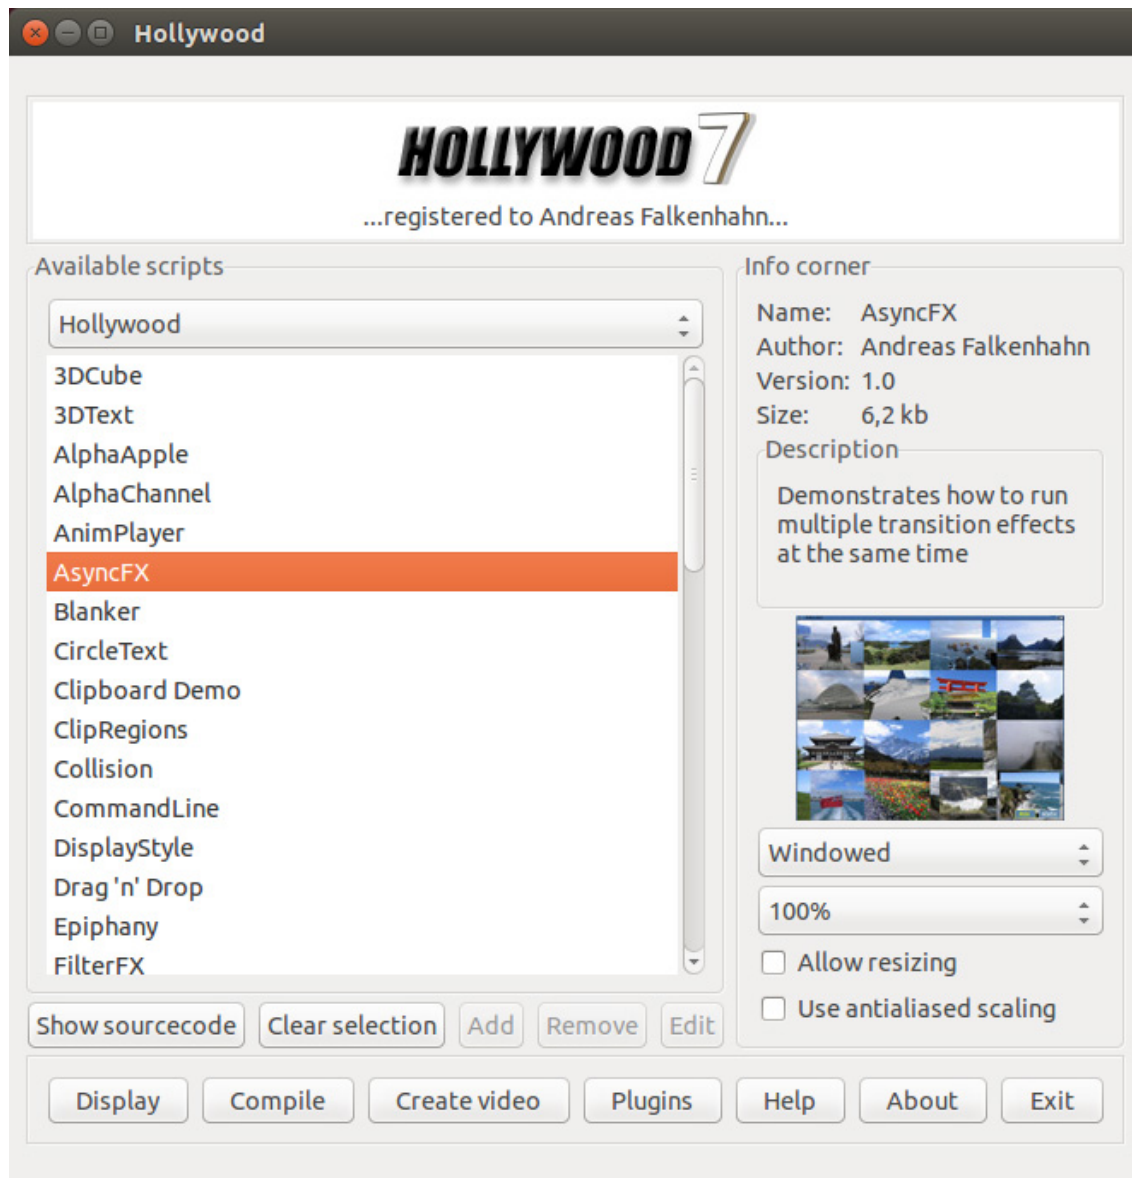 Hollywood
HOLLYWOOD 7
...registered to Andreas Falkenhahn...
Available scripts
Hollywood
3DCube
3DText
AlphaApple
AlphaChannel
AnimPlayer
AsyncFX
Blanker
CircleText
Clipboard Demo
ClipRegions
Collision
CommandLine
DisplayStyle
Drag 'n' Drop
Epiphany
FilterFX
Show sourcecode Clear selection Add Remove Edit
Info corner
Name: AsyncFX
Author: Andreas Falkenhahn
Version: 1.0
Size: 6,2 kb
Description
Demonstrates how to run
multiple transition effects
at the same time
Windowed
100%
Allow resizing
Use antialiased scaling
Display Compile Create video Plugins Help About Exit